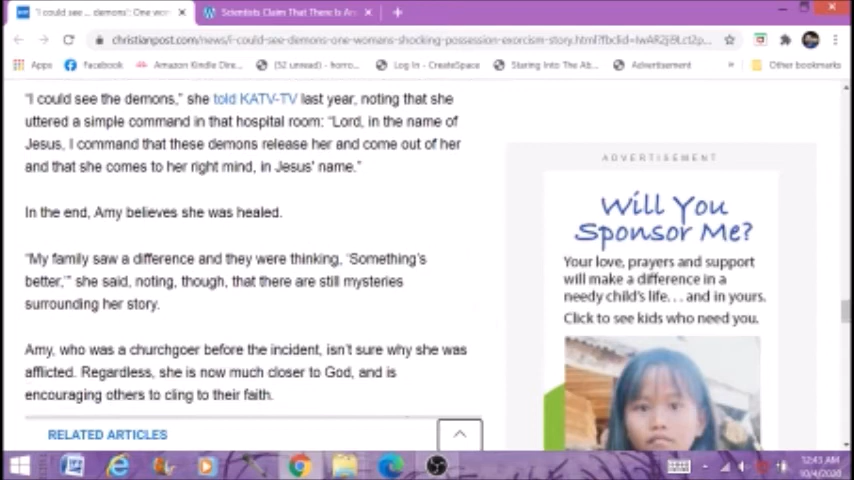 'I could see ... demons': One wom
Scientists Claim That There Is An
christianpost.com/news/i-could-see-demons-one-womans-shocking-possession-exorcism-story.html?fbclid=IwAR2j9Lct2p...
Apps Facebook Amazon Kindle Dire... (52 unread) - horro... Log In - CreateSpace Staring Into The Ab... Advertisement Other bookmarks
"I could see the demons," she told KATV-TV last year, noting that she
uttered a simple command in that hospital room: "Lord, in the name of
Jesus, I command that these demons release her and come out of her
and that she comes to her right mind, in Jesus' name."
In the end, Amy believes she was healed.
"My family saw a difference and they were thinking, 'Something's
better,'" she said, noting, though, that there are still mysteries
surrounding her story.
Amy, who was a churchgoer before the incident, isn't sure why she was
afflicted. Regardless, she is now much closer to God, and is
encouraging others to cling to their faith.
RELATED ARTICLES
ADVERTISEMENT
Will You
Sponsor Me?
Your love, prayers and support
will make a difference in a
needy child's life... and in yours.
Click to see kids who need you.
12:43 AM
10/4/2020